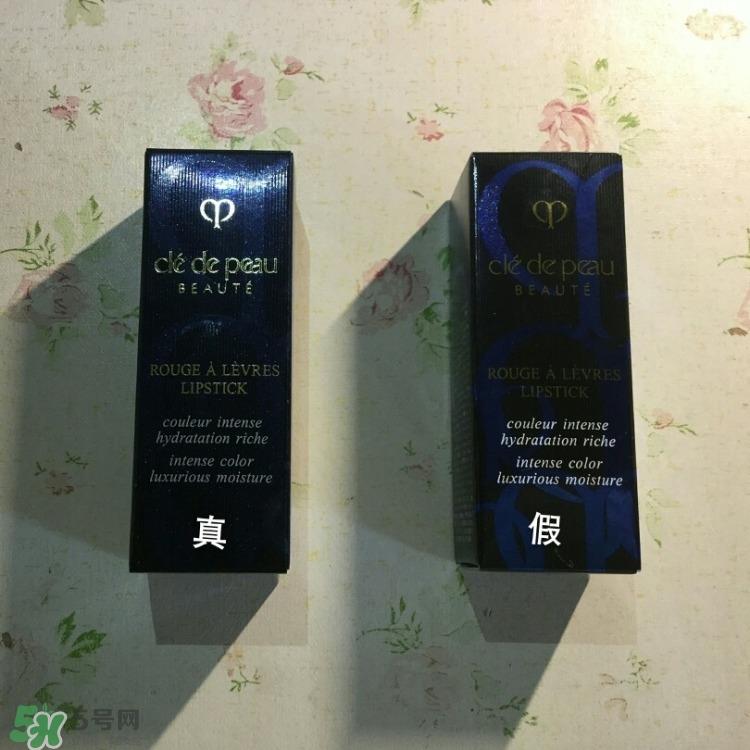 clé de peau
BEAUTÉ
ROUGE À LÈVRES
LIPSTICK
couleur intense
hydratation riche
intense color
luxurious moisture
真
clé de peau
BEAUTÉ
ROUGE À LÈVRES
LIPSTICK
couleur intense
hydratation riche
intense color
luxurious moisture
假
5号网